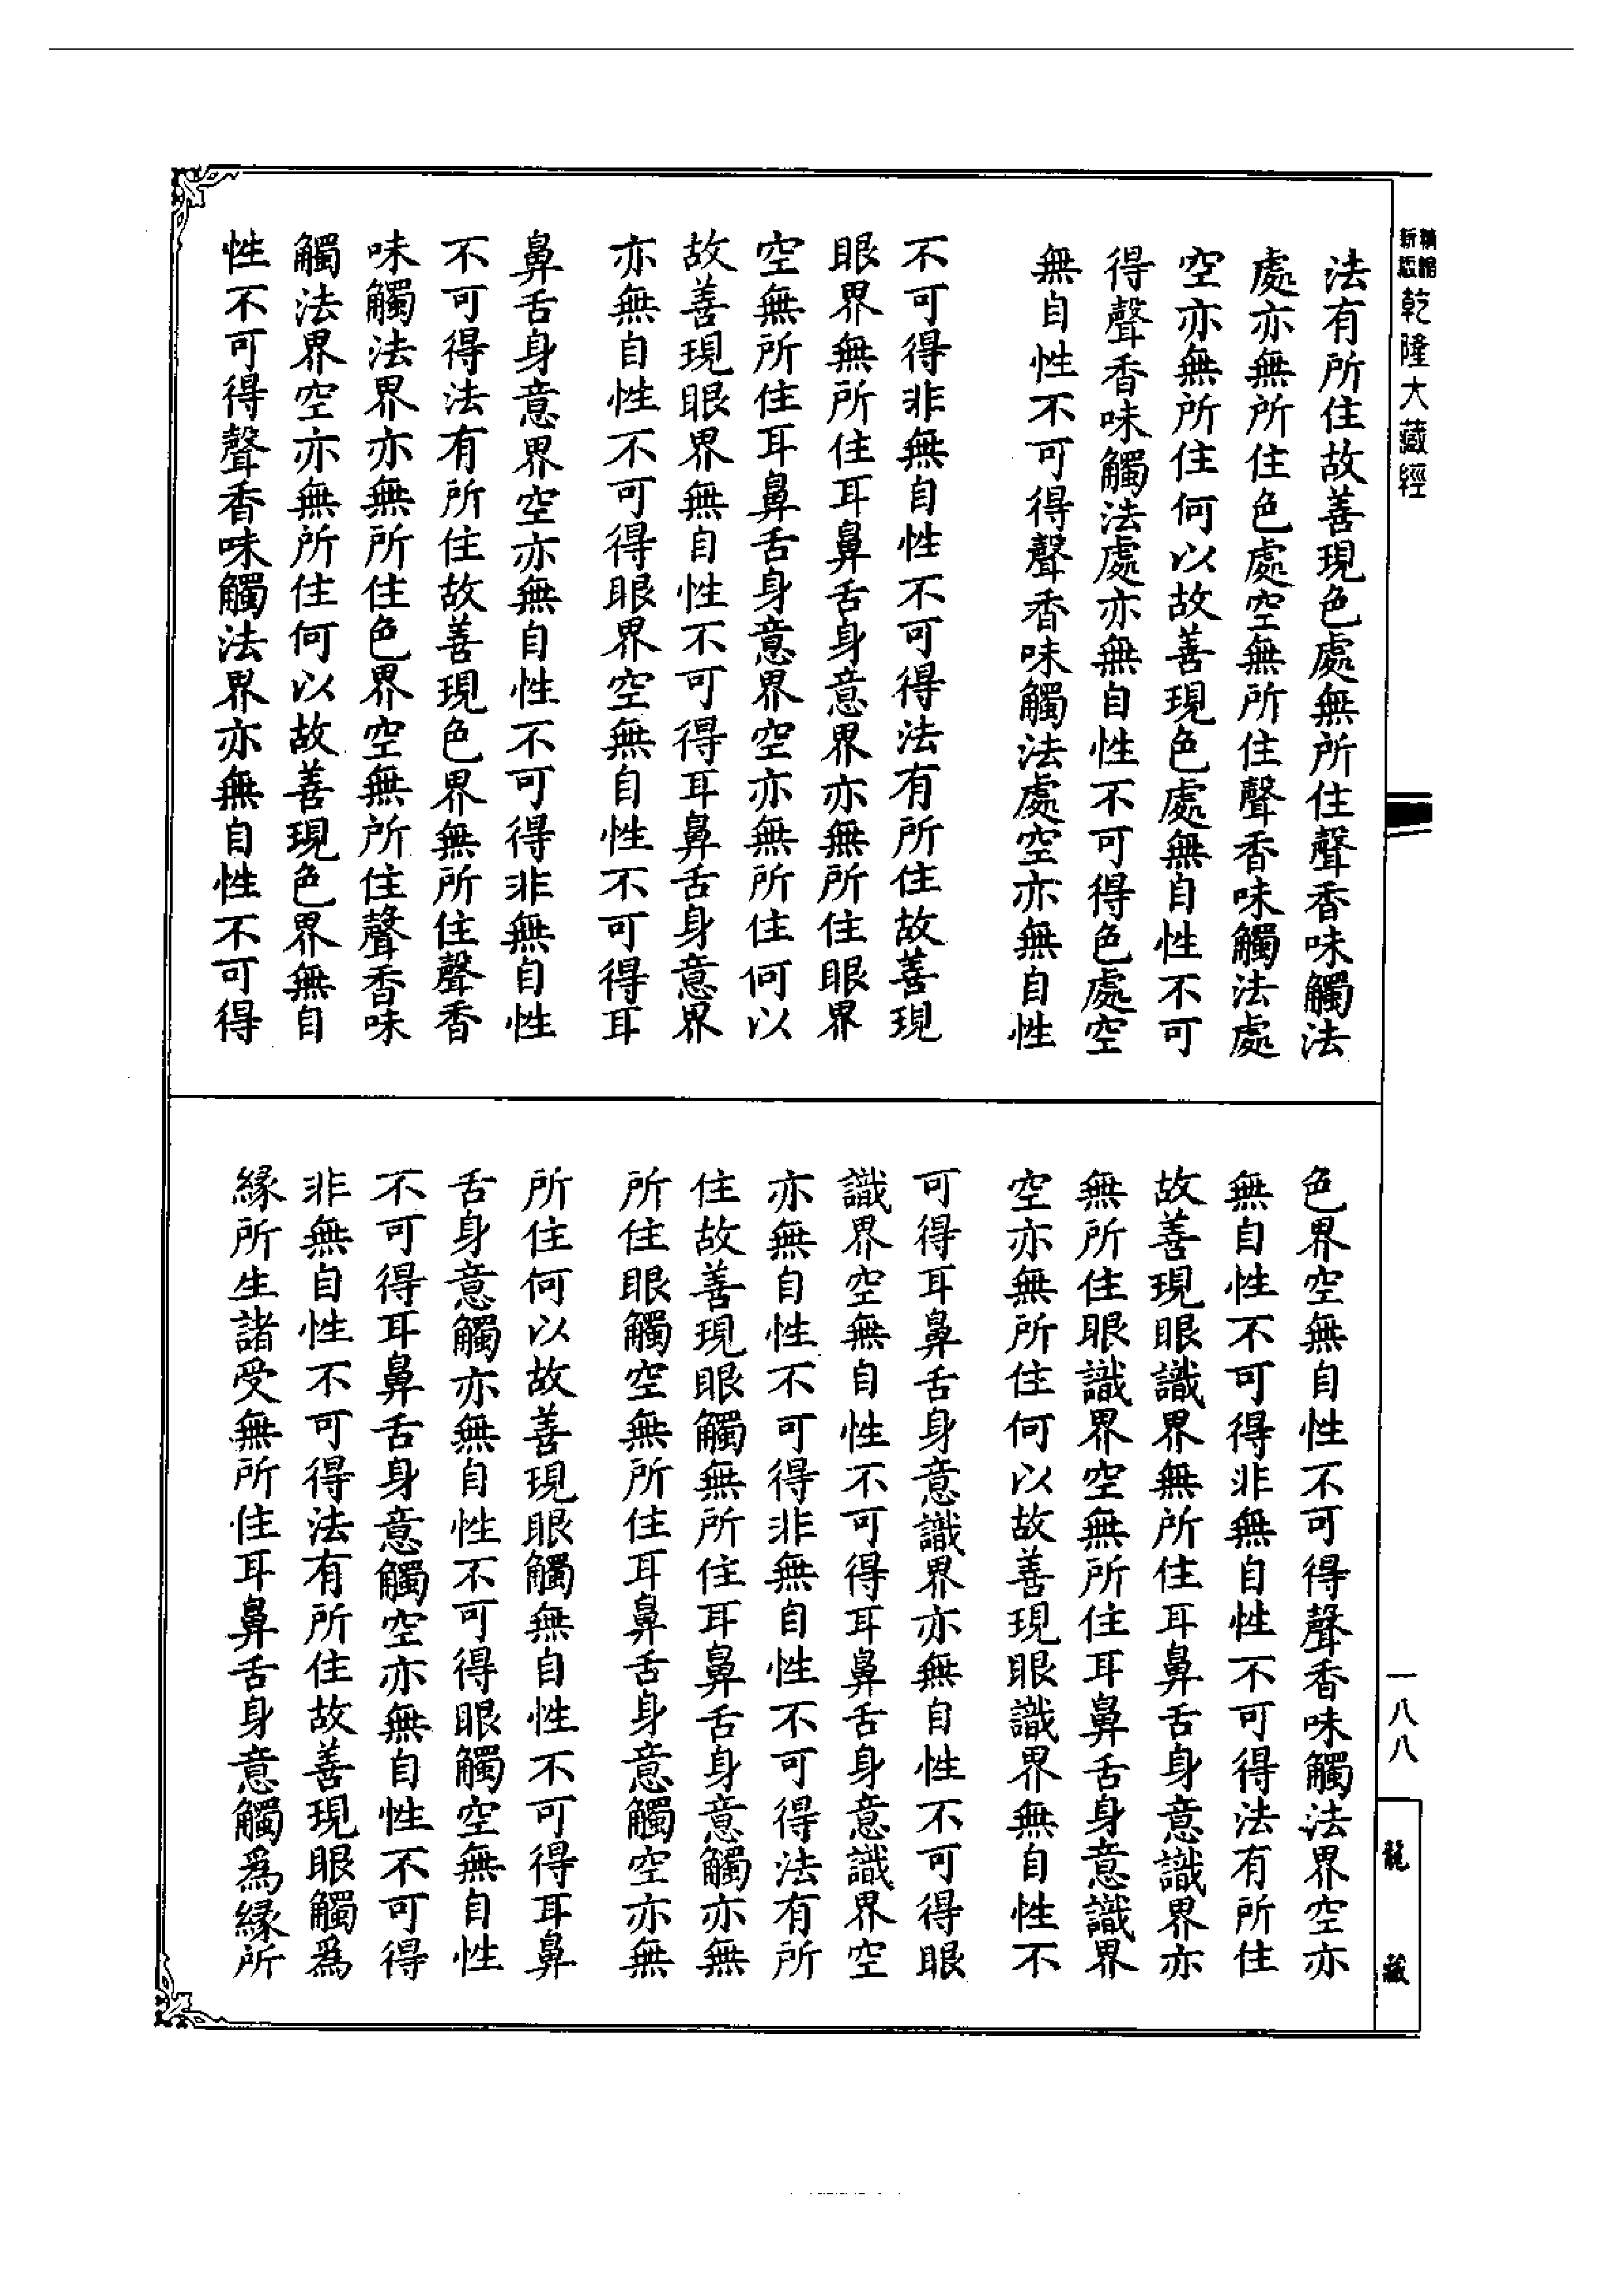 乾隆大藏經
法有所住故善現色處無所住聲香味觸法
處亦無所住色處空無所住聲香味觸法處
空亦無所住何以故善現色處無自性不可
得聲香味觸法處亦無自性不可得色處空
無自性不可得聲香味觸法處空亦無自性
不可得非無自性不可得法有所住故善現
眼界無所住耳鼻舌身意界亦無所住眼界
空無所住耳鼻舌身意界空亦無所住何以
故善現眼界無自性不可得耳鼻舌身意界
亦無自性不可得眼界空無自性不可得耳
鼻舌身意界空亦無自性不可得非無自性
不可得法有所住故善現色界無所住聲香
味觸法界亦無所住色界空無所住聲香味
觸法界空亦無所住何以故善現色界無自
性不可得聲香味觸法界亦無自性不可得
色界空無自性不可得聲香味觸法界空亦
無自性不可得非無自性不可得法有所住
故善現眼識界無所住耳鼻舌身意識界亦
無所住眼識界空無所住耳鼻舌身意識界
空亦無所住何以故善現眼識界無自性不
可得耳鼻舌身意識界亦無自性不可得眼
識界空無自性不可得耳鼻舌身意識界空
亦無自性不可得非無自性不可得法有所
住故善現眼觸無所住耳鼻舌身意觸亦無
所住眼觸空無所住耳鼻舌身意觸空亦無
所住何以故善現眼觸無自性不可得耳鼻
舌身意觸亦無自性不可得眼觸空無自性
不可得耳鼻舌身意觸空亦無自性不可得
非無自性不可得法有所住故善現眼觸為
緣所生諸受無所住耳鼻舌身意觸為緣所
一八八
龍藏